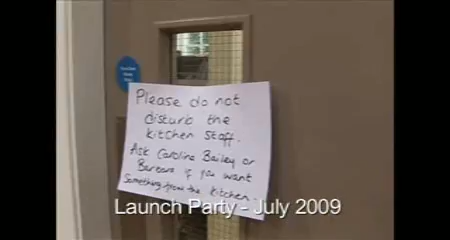 Please do not
disturb the
kitchen staff.
Ask Caroline Bailey or
Barbara if you want
Something from the kitchen.
Launch Party - July 2009